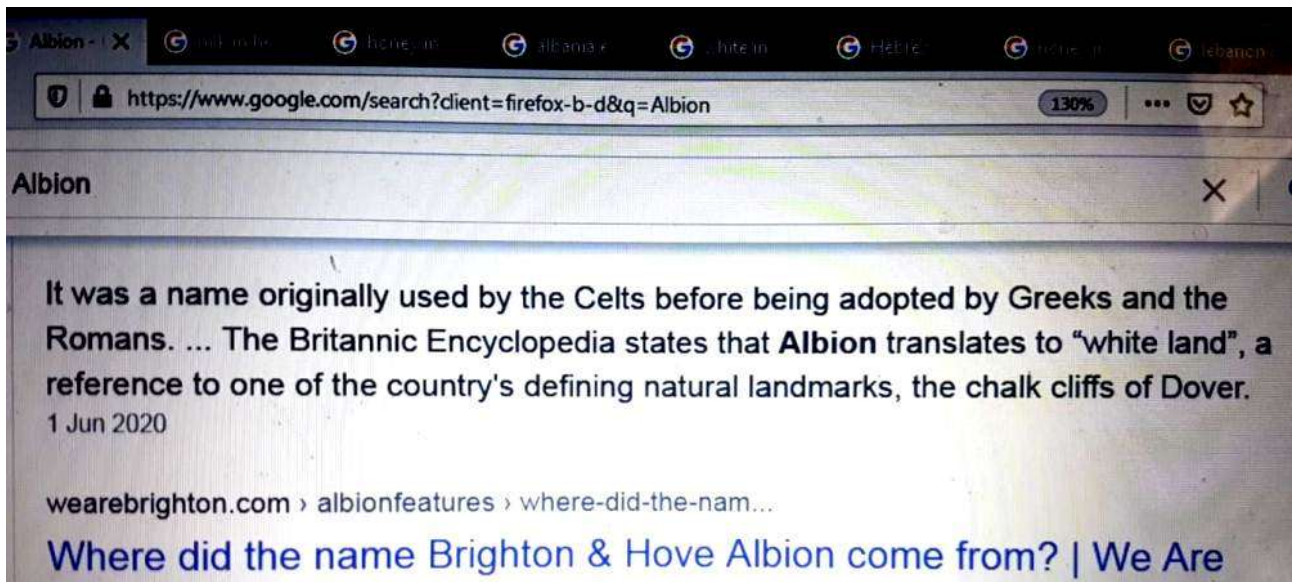 Albion -
albania
lebanon
https://www.google.com/search?client=firefox-b-d&q=Albion
130%
Albion
It was a name originally used by the Celts before being adopted by Greeks and the
Romans. ... The Britannic Encyclopedia states that Albion translates to “white land”, a
reference to one of the country's defining natural landmarks, the chalk cliffs of Dover.
1 Jun 2020
wearebrighton.com › albionfeatures › where-did-the-nam...
Where did the name Brighton & Hove Albion come from? | We Are